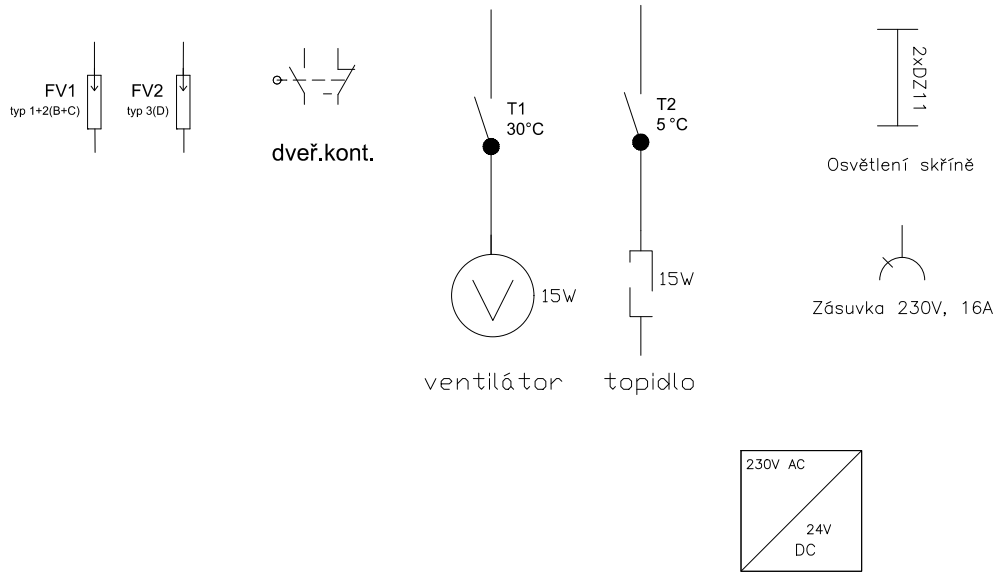 FV1
typ 1+2(B+C)
FV2
typ 3(D)
dveř.kont.
T1
30°C
T2
5°C
2xDZ11
Osvětlení skříně
15W
15W
Zásuvka 230V, 16A
ventilátor
topidlo
230V AC
24V
DC